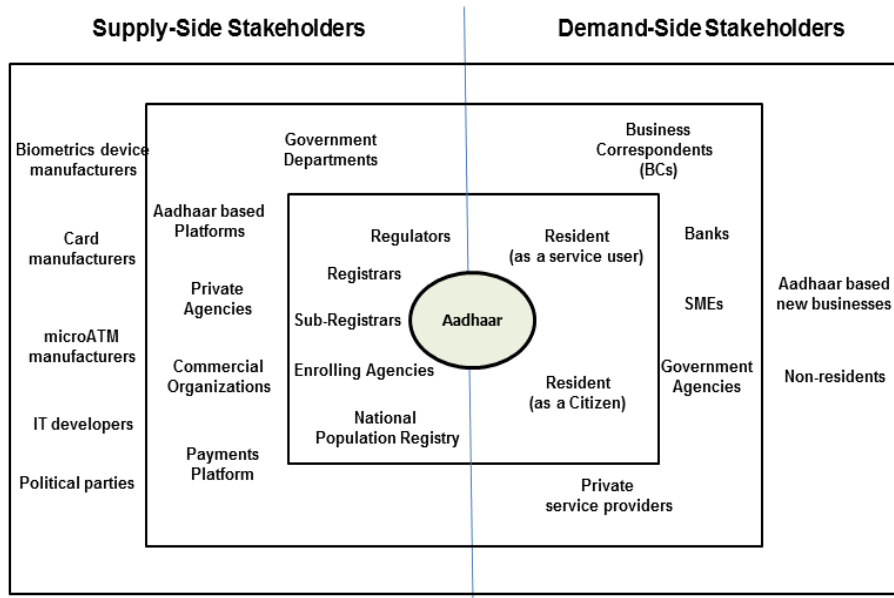 Supply-Side Stakeholders
Demand-Side Stakeholders
Biometrics device
manufacturers
Card
manufacturers
microATM
manufacturers
IT developers
Political parties
Government
Departments
Aadhaar based
Platforms
Private
Agencies
Commercial
Organizations
Payments
Platform
Regulators
Registrars
Sub-Registrars
Enrolling Agencies
National
Population Registry
Aadhaar
Resident
(as a service user)
Resident
(as a Citizen)
Business
Correspondents
(BCs)
Banks
SMEs
Government
Agencies
Private
service providers
Aadhaar based
new businesses
Non-residents